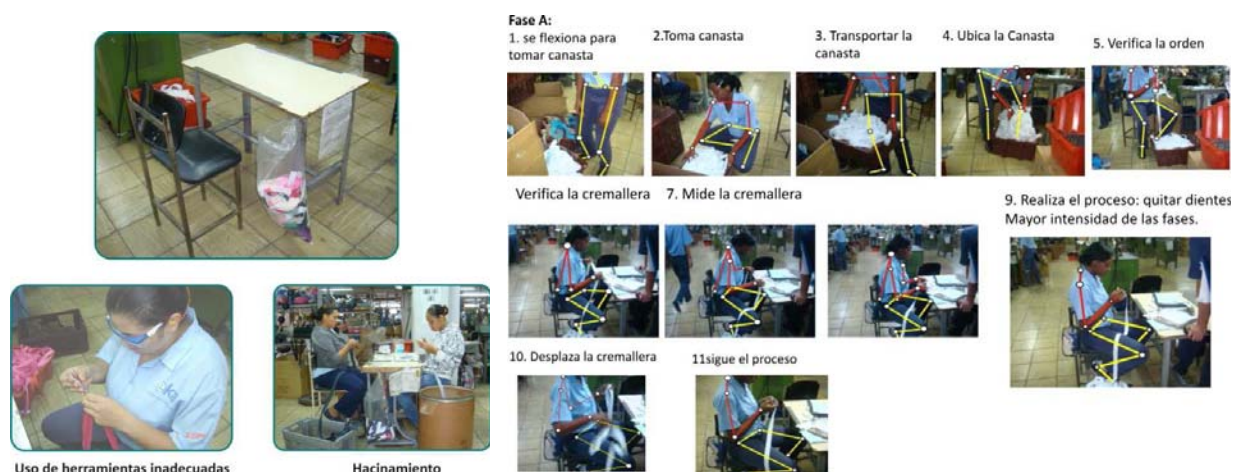 Uso de herramientas inadecuadas
Hacinamiento
Fase A:
1. se flexiona para
tomar canasta
2.Toma canasta
3. Transportar la
canasta
4. Ubica la Canasta
5. Verifica la orden
Verifica la cremallera
7. Mide la cremallera
9. Realiza el proceso: quitar dientes
Mayor intensidad de las fases.
10. Desplaza la cremallera
11sigue el proceso